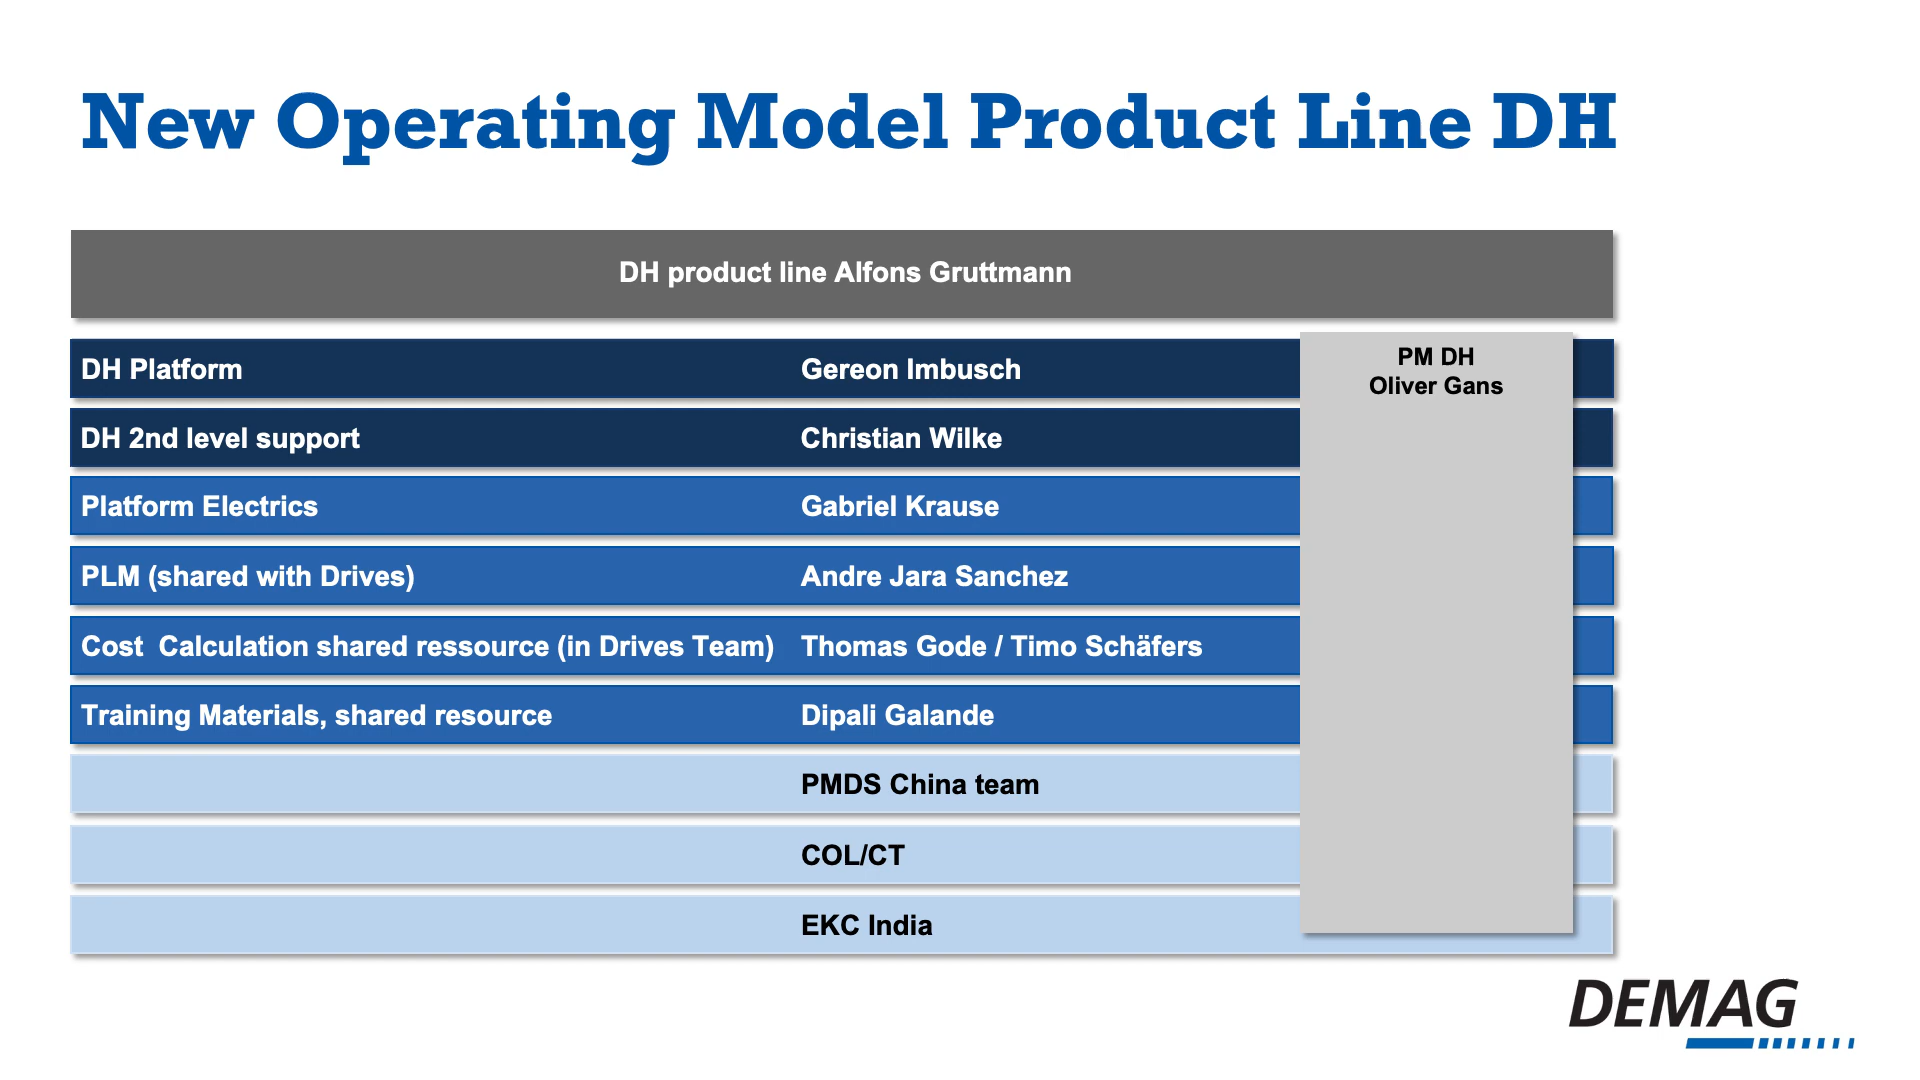 New Operating Model Product Line DH
DH product line Alfons Gruttmann
PM DH
Oliver Gans
DH Platform Gereon Imbusch
DH 2nd level support Christian Wilke
Platform Electrics Gabriel Krause
PLM (shared with Drives) Andre Jara Sanchez
Cost  Calculation shared ressource (in Drives Team) Thomas Gode / Timo Schäfers
Training Materials, shared resource Dipali Galande
PMDS China team
COL/CT
EKC India
DEMAG